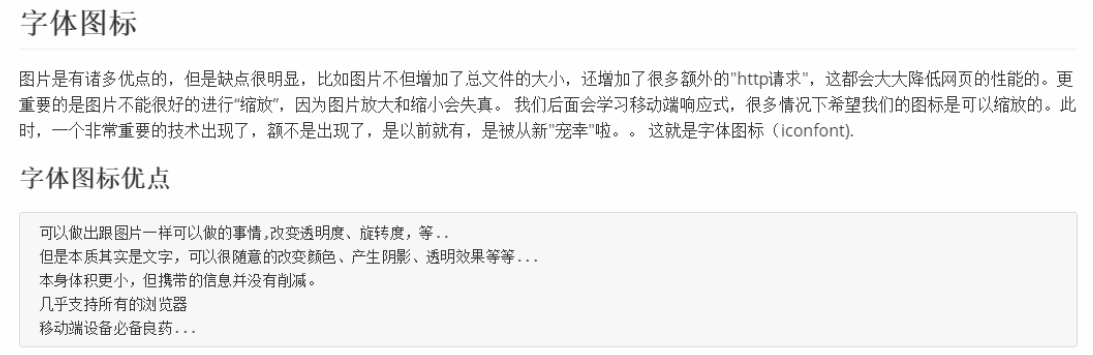 字体图标
图片是有诸多优点的，但是缺点很明显，比如图片不但增加了总文件的大小，还增加了很多额外的"http请求"，这都会大大降低网页的性能的。更
重要的是图片不能很好的进行“缩放”，因为图片放大和缩小会失真。 我们后面会学习移动端响应式，很多情况下希望我们的图标是可以缩放的。此
时，一个非常重要的技术出现了，额不是出现了，是以前就有，是被从新"宠幸"啦。。 这就是字体图标（iconfont).
字体图标优点
可以做出跟图片一样可以做的事情,改变透明度、旋转度，等..
但是本质其实是文字，可以很随意的改变颜色、产生阴影、透明效果等等...
本身体积更小，但携带的信息并没有削减。
几乎支持所有的浏览器
移动端设备必备良药...